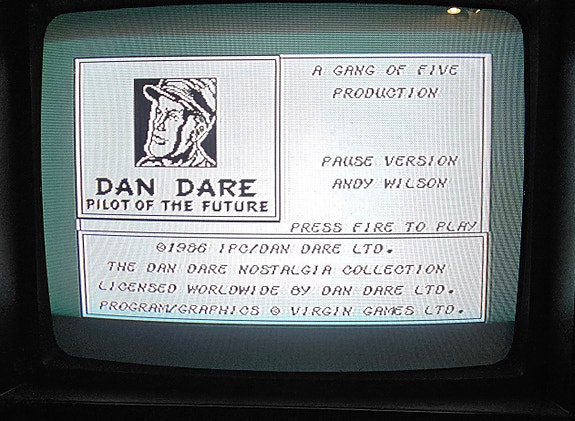 DAN DARE
PILOT OF THE FUTURE
A GANG OF FIVE
PRODUCTION
PAUSE VERSION
ANDY WILSON
PRESS FIRE TO PLAY
©1986 IPC/DAN DARE LTD.
THE DAN DARE NOSTALGIA COLLECTION
LICENSED WORLDWIDE BY DAN DARE LTD.
PROGRAM/GRAPHICS © VIRGIN GAMES LTD.